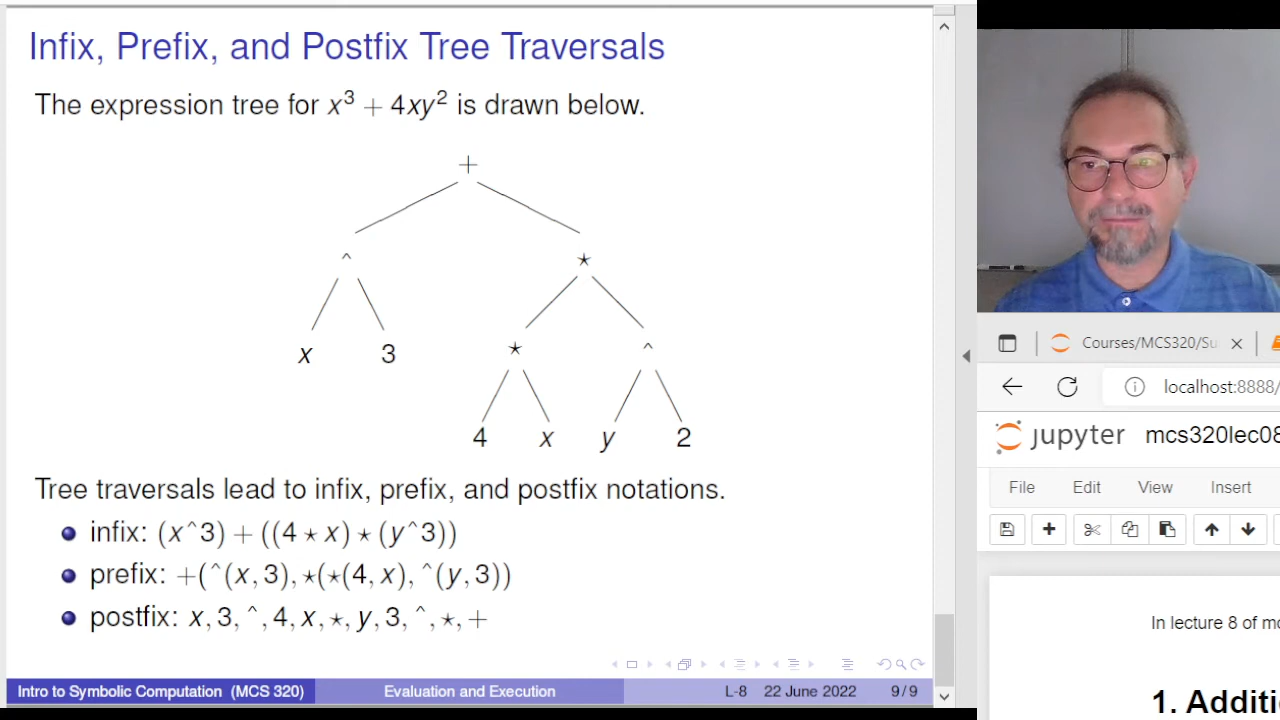 Infix, Prefix, and Postfix Tree Traversals
The expression tree for x³ + 4xy² is drawn below.
+
^ ⋆
x 3 ⋆ ^
4 x y 2
Tree traversals lead to infix, prefix, and postfix notations.
infix: (x^3) + ((4 ⋆ x) ⋆ (y^3))
prefix: +(^(x, 3), ⋆(⋆(4, x), ^(y, 3))
postfix: x, 3, ^, 4, x, ⋆, y, 3, ^, ⋆, +
Intro to Symbolic Computation (MCS 320) Evaluation and Execution L-8 22 June 2022 9 / 9
Courses/MCS320/Su
localhost:8888/
jupyter mcs320lec08
File Edit View Insert
In lecture 8 of mc
1. Additi